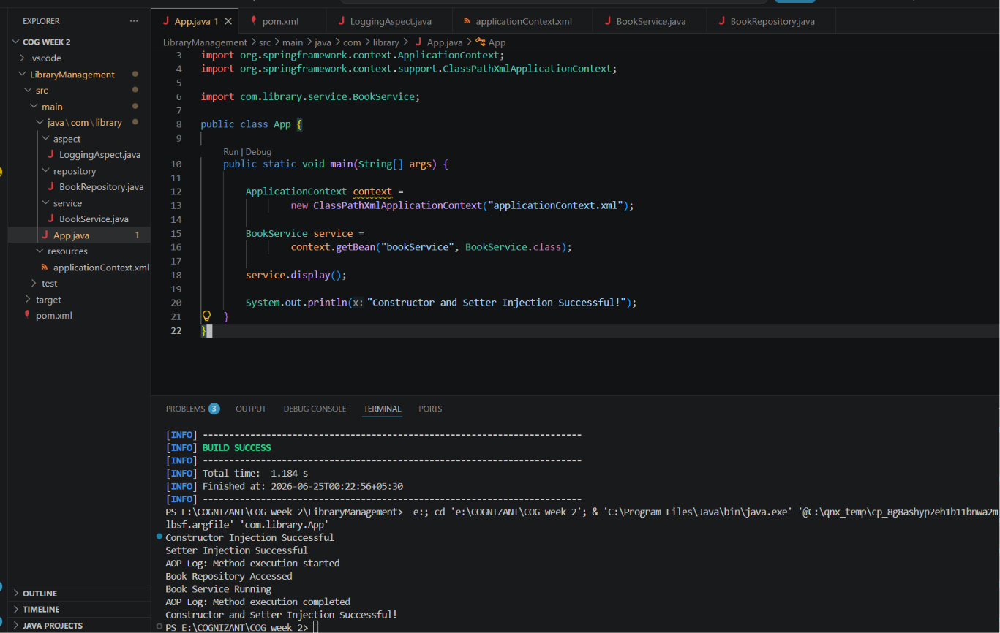 EXPLORER
···
COG WEEK 2
.vscode
LibraryManagement
src
main
java\com\library
aspect
LoggingAspect.java
repository
BookRepository.java
service
BookService.java
App.java 1
resources
applicationContext.xml
test
target
pom.xml
OUTLINE
TIMELINE
JAVA PROJECTS
App.java 1 pom.xml LoggingAspect.java applicationContext.xml BookService.java BookRepository.java
LibraryManagement > src > main > java > com > library > App.java > App
3 import org.springframework.context.ApplicationContext;
4 import org.springframework.context.support.ClassPathXmlApplicationContext;
5
6 import com.library.service.BookService;
7
8 public class App {
9
Run | Debug
10 public static void main(String[] args) {
11
12 ApplicationContext context =
13 new ClassPathXmlApplicationContext("applicationContext.xml");
14
15 BookService service =
16 context.getBean("bookService", BookService.class);
17
18 service.display();
19
20 System.out.println(x: "Constructor and Setter Injection Successful!");
21 }
22 }
PROBLEMS 3 OUTPUT DEBUG CONSOLE TERMINAL PORTS
[INFO] ------------------------------------------------------------------------
[INFO] BUILD SUCCESS
[INFO] ------------------------------------------------------------------------
[INFO] Total time:  1.184 s
[INFO] Finished at: 2026-06-25T00:22:56+05:30
[INFO] ------------------------------------------------------------------------
PS E:\COGNIZANT\COG week 2\LibraryManagement>  e:; cd 'e:\COGNIZANT\COG week 2'; & 'C:\Program Files\Java\bin\java.exe' '@C:\qnx_temp\cp_8g8ashyp2eh1b11bnwa2m
lbsf.argfile' 'com.library.App'
Constructor Injection Successful
Setter Injection Successful
AOP Log: Method execution started
Book Repository Accessed
Book Service Running
AOP Log: Method execution completed
Constructor and Setter Injection Successful!
PS E:\COGNIZANT\COG week 2>